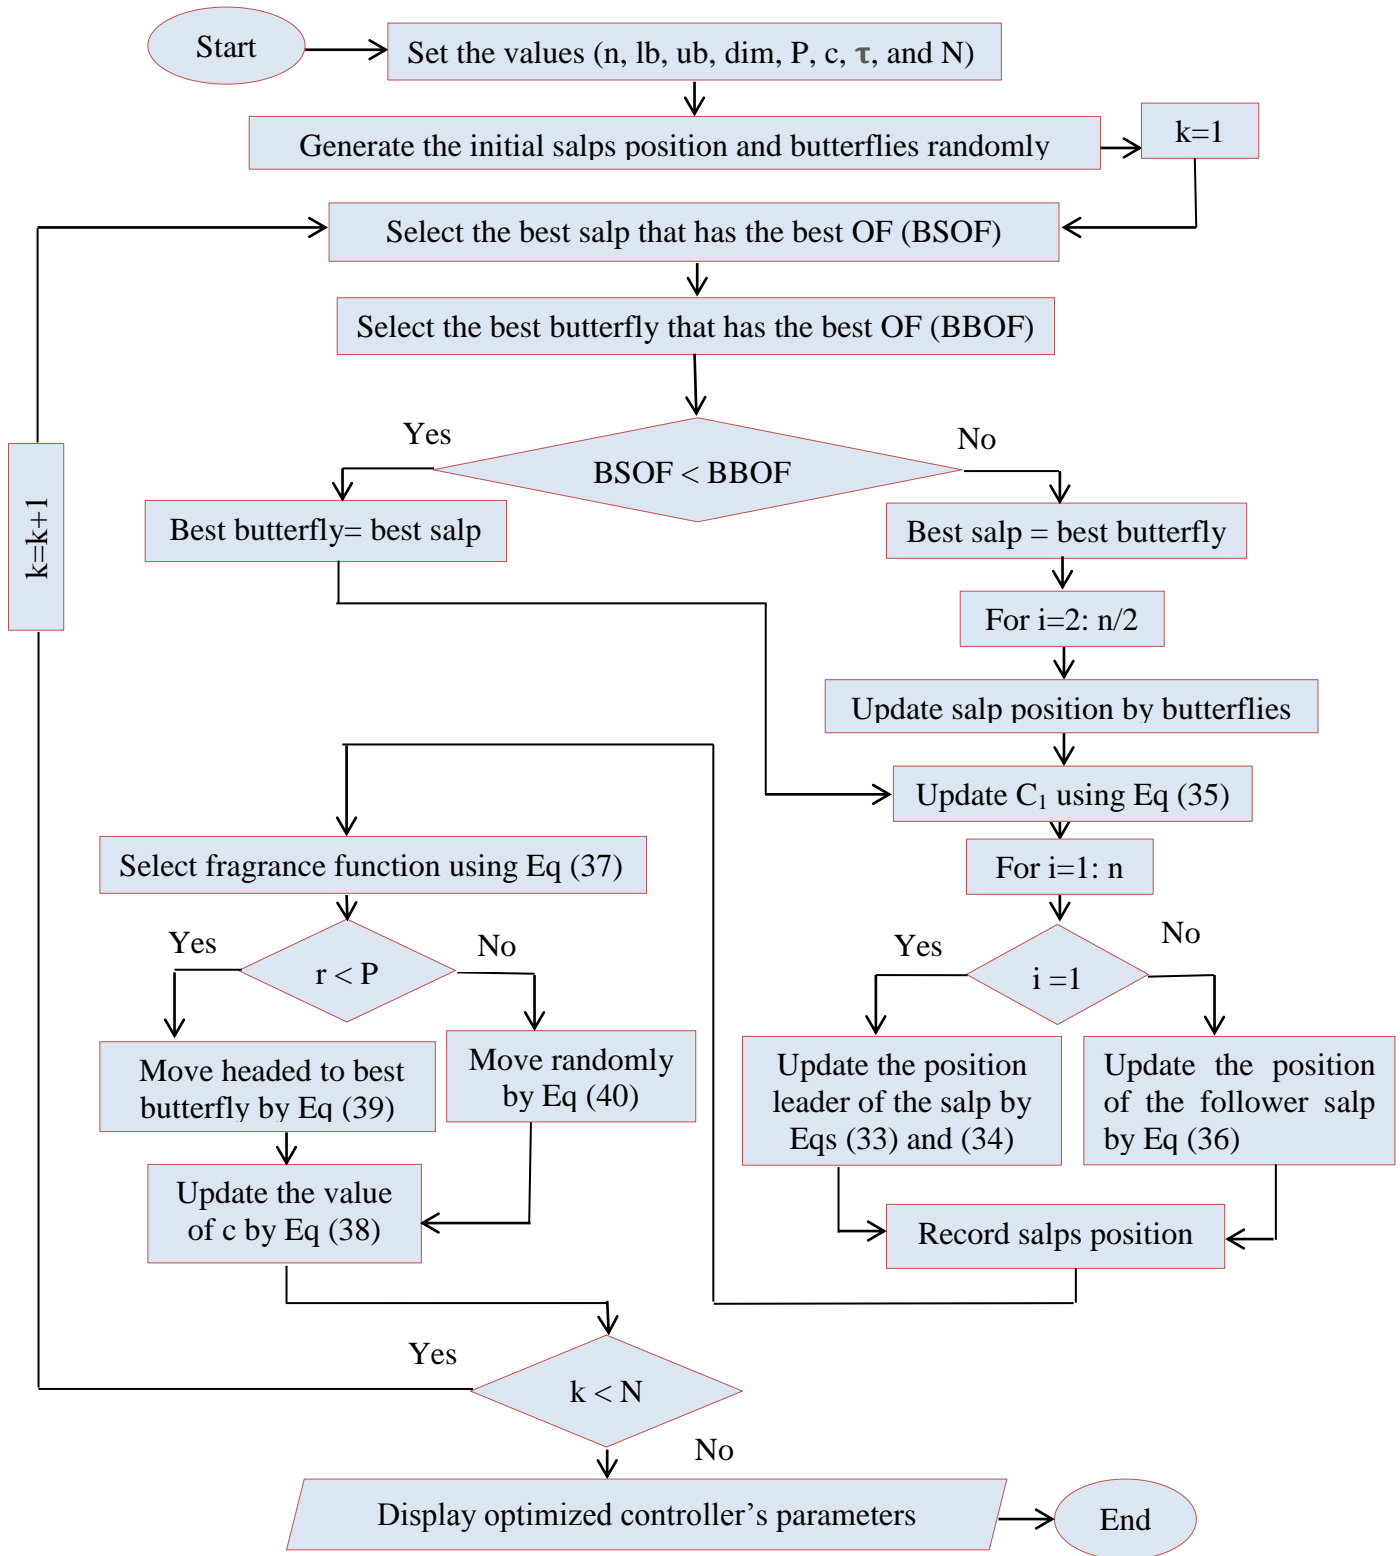 Start
Set the values (n, lb, ub, dim, P, c, τ, and N)
Generate the initial salps position and butterflies randomly
k=1
Select the best salp that has the best OF (BSOF)
Select the best butterfly that has the best OF (BBOF)
Yes
No
BSOF < BBOF
k=k+1
Best butterfly= best salp
Best salp = best butterfly
For i=2: n/2
Update salp position by butterflies
Update C₁ using Eq (35)
Select fragrance function using Eq (37)
For i=1: n
Yes
No
r < P
Yes
No
i =1
Move headed to best
butterfly by Eq (39)
Move randomly
by Eq (40)
Update the position
leader of the salp by
Eqs (33) and (34)
Update the position
of the follower salp
by Eq (36)
Update the value
of c by Eq (38)
Record salps position
Yes
k < N
No
Display optimized controller’s parameters
End